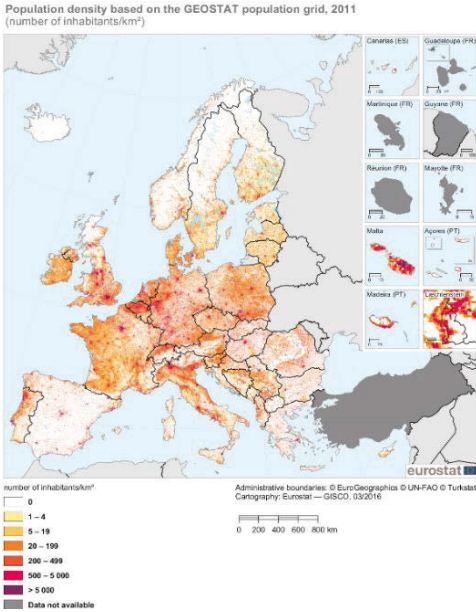 Population density based on the GEOSTAT population grid, 2011
(number of inhabitants/km²)
Canarias (ES)
Guadeloupe (FR)
Martinique (FR)
Guyane (FR)
Réunion (FR)
Mayotte (FR)
Malta
Açores (PT)
Madeira (PT)
Liechtenstein
eurostat
number of inhabitants/km²
Administrative boundaries: © EuroGeographics © UN-FAO © Turkstat
Cartography: Eurostat — GISCO, 03/2016
0
1 – 4
5 – 19
20 – 199
200 – 499
500 – 5 000
> 5 000
Data not available
0 200 400 600 800 km